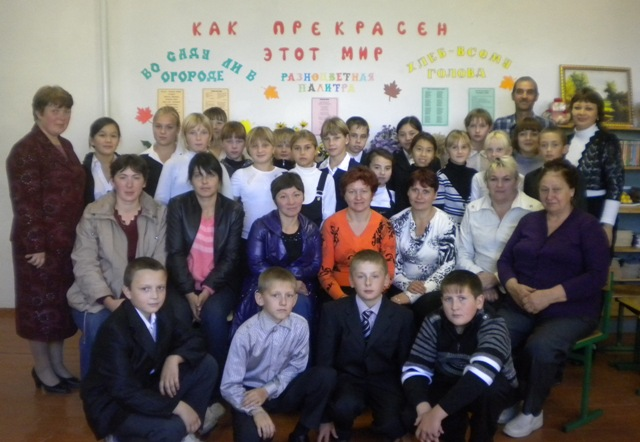 КАК ПРЕКРАСЕН
ЭТОТ МИР
ВО САДУ ЛИ В
ОГОРОДЕ
РАЗНОЦВЕТНАЯ
ПАЛИТРА
ХЛЕБ-ВСЕМУ
ГОЛОВА